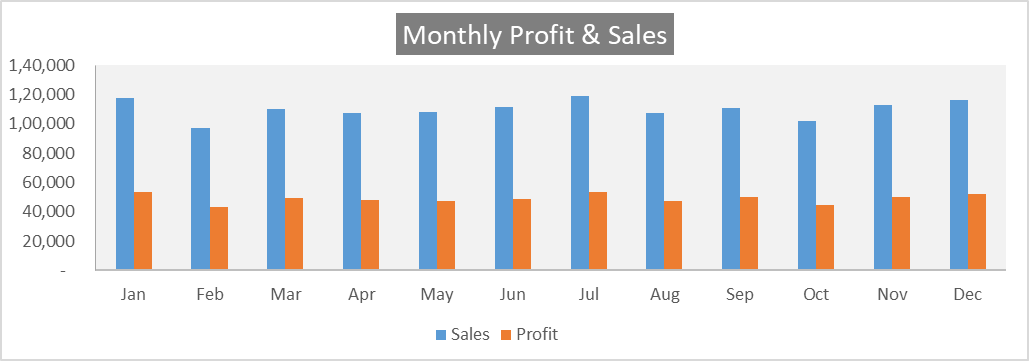 Monthly Profit & Sales
1,40,000
1,20,000
1,00,000
80,000
60,000
40,000
20,000
-
Jan Feb Mar Apr May Jun Jul Aug Sep Oct Nov Dec
Sales Profit